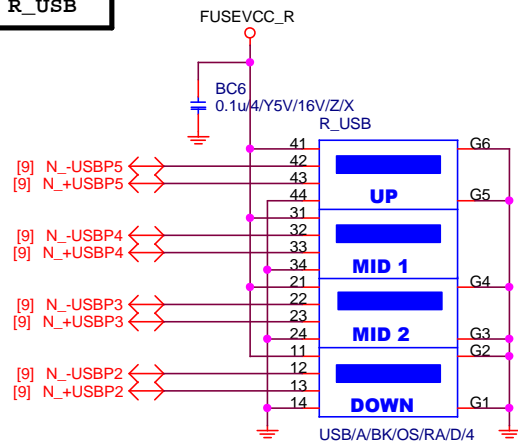 R_USB
FUSEVCC_R
BC6
0.1u/4/Y5V/16V/Z/X
R_USB
41 G6
[9] N_-USBP5 42
[9] N_+USBP5 43
UP
44 G5
31
[9] N_-USBP4 32
[9] N_+USBP4 33
34 MID 1
21 G4
[9] N_-USBP3 22
[9] N_+USBP3 23
MID 2
24 G3
11 G2
[9] N_-USBP2 12
[9] N_+USBP2 13
DOWN
14 G1
USB/A/BK/OS/RA/D/4